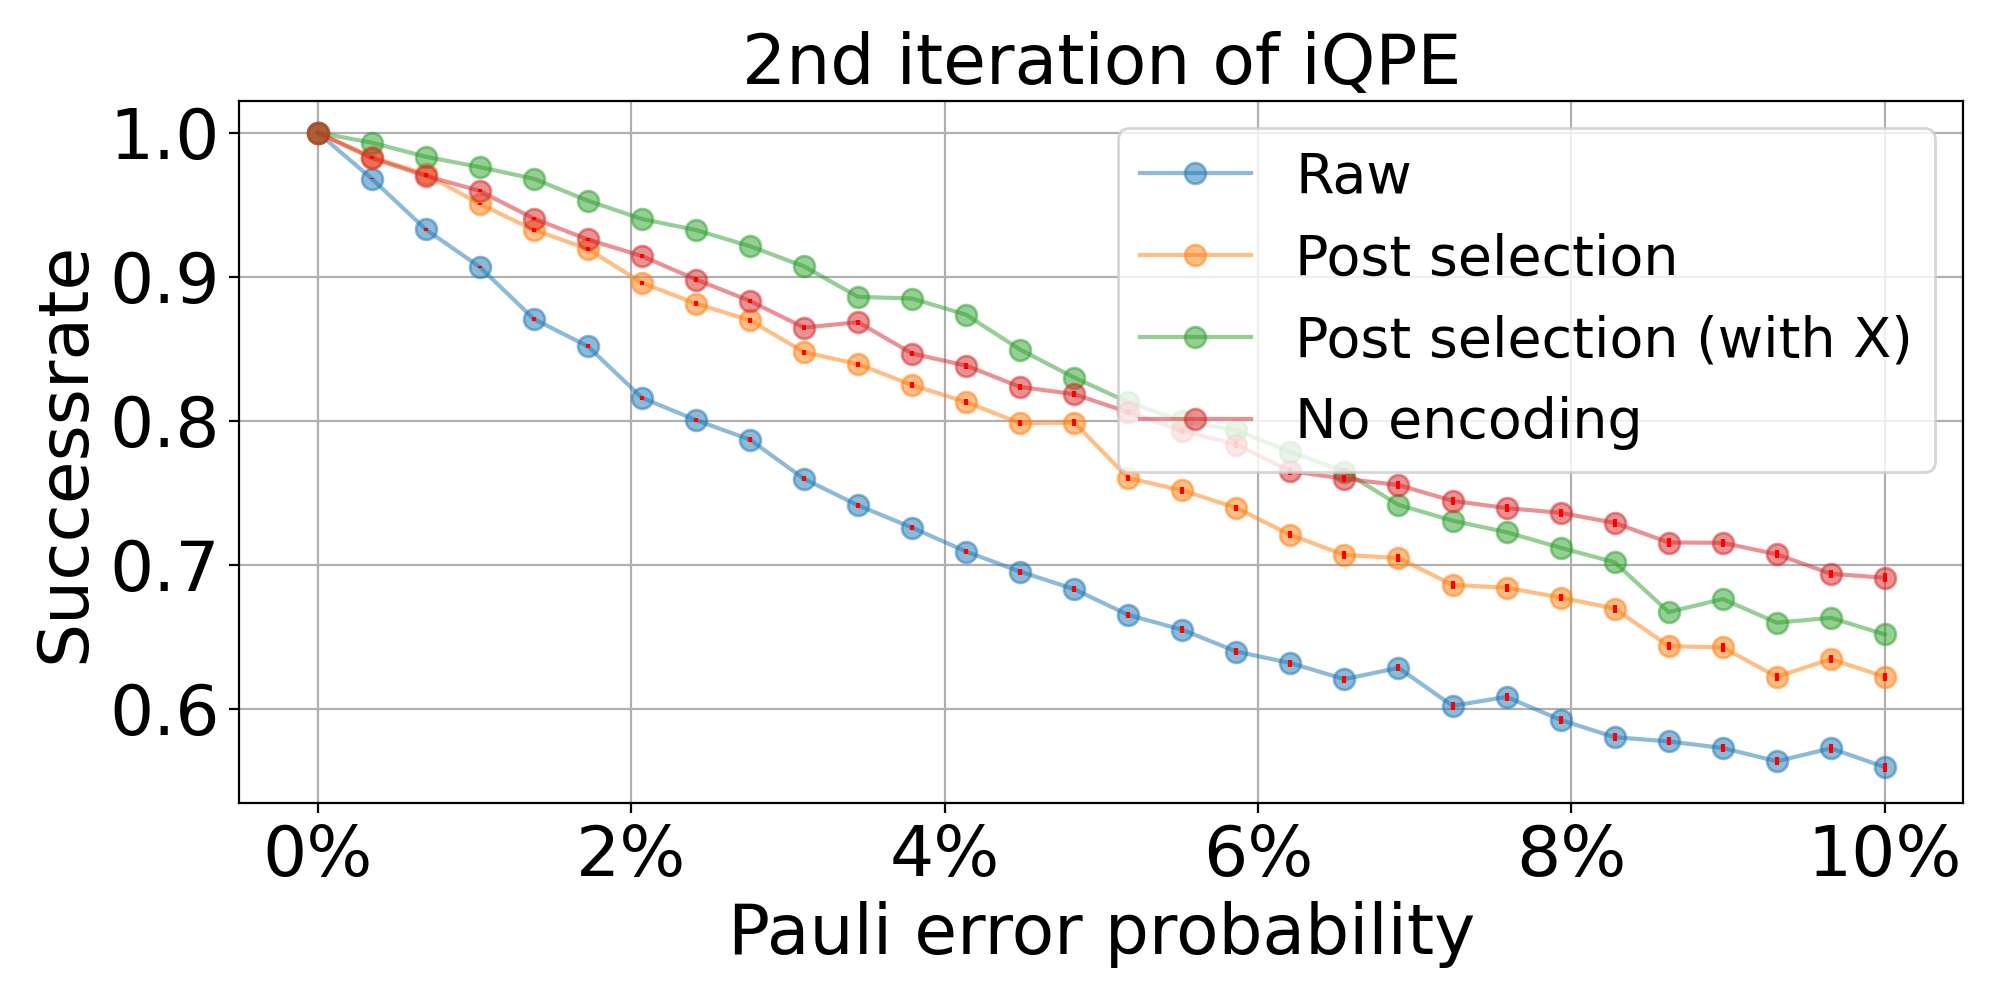 2nd iteration of iQPE
1.0
0.9
0.8
0.7
0.6
Successrate
Raw
Post selection
Post selection (with X)
No encoding
0% 2% 4% 6% 8% 10%
Pauli error probability